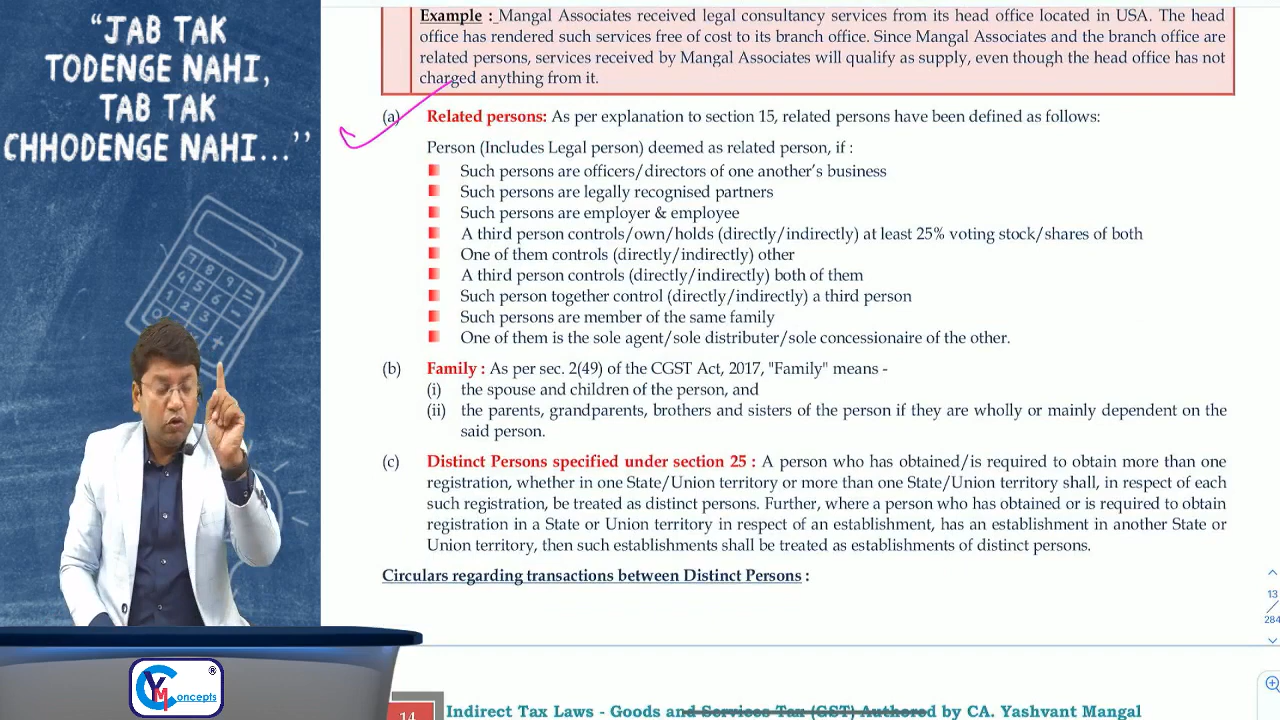 “JAB TAK
TODENGE NAHI,
TAB TAK
CHHODENGE NAHI...’’
Example : Mangal Associates received legal consultancy services from its head office located in USA. The head
office has rendered such services free of cost to its branch office. Since Mangal Associates and the branch office are
related persons, services received by Mangal Associates will qualify as supply, even though the head office has not
charged anything from it.
(a) Related persons: As per explanation to section 15, related persons have been defined as follows:
Person (Includes Legal person) deemed as related person, if :
Such persons are officers/directors of one another’s business
Such persons are legally recognised partners
Such persons are employer & employee
A third person controls/own/holds (directly/indirectly) at least 25% voting stock/shares of both
One of them controls (directly/indirectly) other
A third person controls (directly/indirectly) both of them
Such person together control (directly/indirectly) a third person
Such persons are member of the same family
One of them is the sole agent/sole distributer/sole concessionaire of the other.
(b) Family : As per sec. 2(49) of the CGST Act, 2017, "Family" means -
(i) the spouse and children of the person, and
(ii) the parents, grandparents, brothers and sisters of the person if they are wholly or mainly dependent on the
said person.
(c) Distinct Persons specified under section 25 : A person who has obtained/is required to obtain more than one
registration, whether in one State/Union territory or more than one State/Union territory shall, in respect of each
such registration, be treated as distinct persons. Further, where a person who has obtained or is required to obtain
registration in a State or Union territory in respect of an establishment, has an establishment in another State or
Union territory, then such establishments shall be treated as establishments of distinct persons.
Circulars regarding transactions between Distinct Persons :
13
/
284
14 Indirect Tax Laws - Goods and Services Tax (GST) Authored by CA. Yashvant Mangal
YM Concepts ®